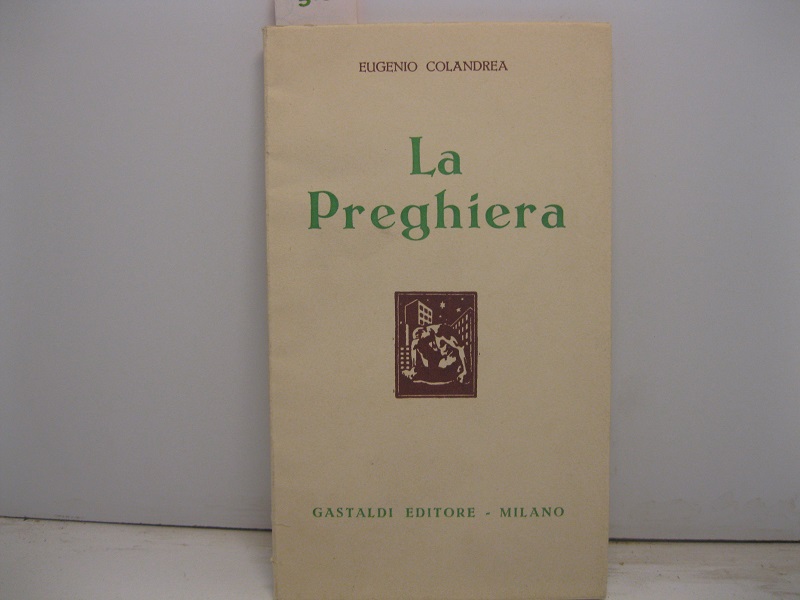 EUGENIO COLANDREA
La
Preghiera
GASTALDI EDITORE - MILANO